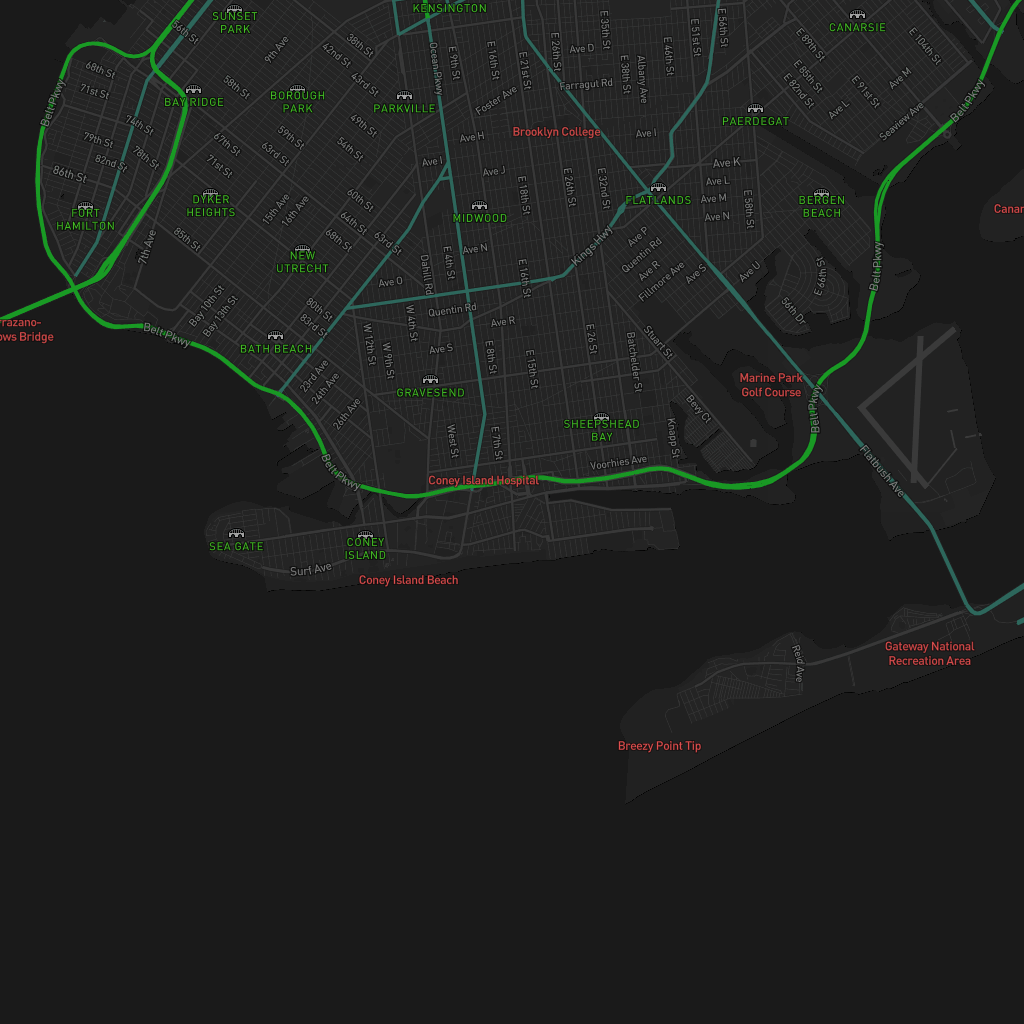 KENSINGTON
SUNSET
PARK
56th St
9th Ave
38th St
42nd St
43rd St
Ocean Pkwy
E 9th St
E 16th St
E 21st St
E 26th St
Ave D
E 35th St
E 38th St
Albany Ave
E 46th St
E 51st St
E 56th St
CANARSIE
E 89th St
E 85th St
E 82nd St
E 104th St
Ave M
E 91st St
Ave L
Seaview Ave
Belt Pkwy
68th St
71st St
Belt Pkwy
58th St
BAY RIDGE
BOROUGH
PARK
PARKVILLE
Foster Ave
Farragut Rd
PAERDEGAT
74th St
79th St
78th St
82nd St
86th St
67th St
71st St
59th St
63rd St
49th St
54th St
Ave H
Brooklyn College
Ave I
Ave I
Ave J
Ave K
Ave L
Ave M
Ave N
E 58th St
E 18th St
E 26th St
E 32nd St
FLATLANDS
BERGEN
BEACH
Canar
FORT
HAMILTON
DYKER
HEIGHTS
15th Ave
16th Ave
60th St
64th St
68th St
63rd St
MIDWOOD
7th Ave
85th St
NEW
UTRECHT
Dahill Rd
E 4th St
Ave N
E 16th St
Kings Hwy
Ave P
Quentin Rd
Ave R
Fillmore Ave
Ave S
Ave U
E 66th St
56th Dr
Belt Pkwy
Ave O
Bay 10th St
Bay 13th St
80th St
83rd St
Quentin Rd
Ave R
razano-
ows Bridge
Belt Pkwy
BATH BEACH
W 12th St
W 9th St
W 4th St
Ave S
E 8th St
E 15th St
E 26 St
Batchelder St
Stuart St
23rd Ave
24th Ave
26th Ave
GRAVESEND
Marine Park
Golf Course
Belt Pkwy
Bevy Ct
Knapp St
SHEEPSHEAD
BAY
West St
E 7th St
Voorhies Ave
Belt Pkwy
Flatbush Ave
Coney Island Hospital
SEA GATE
CONEY
ISLAND
Surf Ave
Coney Island Beach
Reid Ave
Gateway National
Recreation Area
Breezy Point Tip